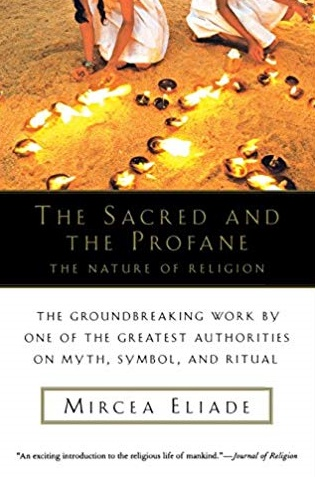 THE SACRED AND
THE PROFANE
THE NATURE OF RELIGION
THE GROUNDBREAKING WORK BY
ONE OF THE GREATEST AUTHORITIES
ON MYTH, SYMBOL, AND RITUAL
MIRCEA ELIADE
"An exciting introduction to the religious life of mankind."—Journal of Religion